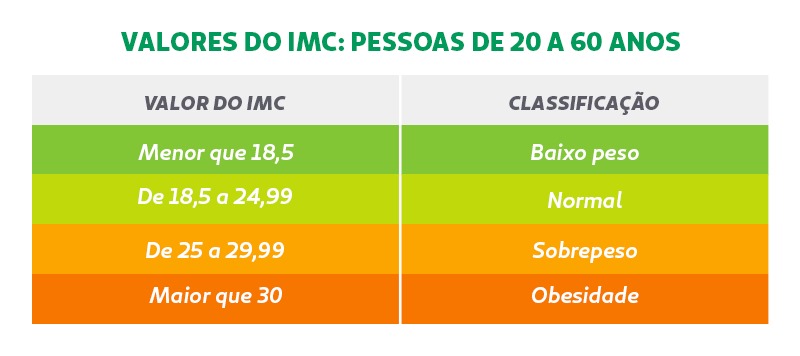 VALORES DO IMC: PESSOAS DE 20 A 60 ANOS
VALOR DO IMC CLASSIFICAÇÃO
Menor que 18,5 Baixo peso
De 18,5 a 24,99 Normal
De 25 a 29,99 Sobrepeso
Maior que 30 Obesidade